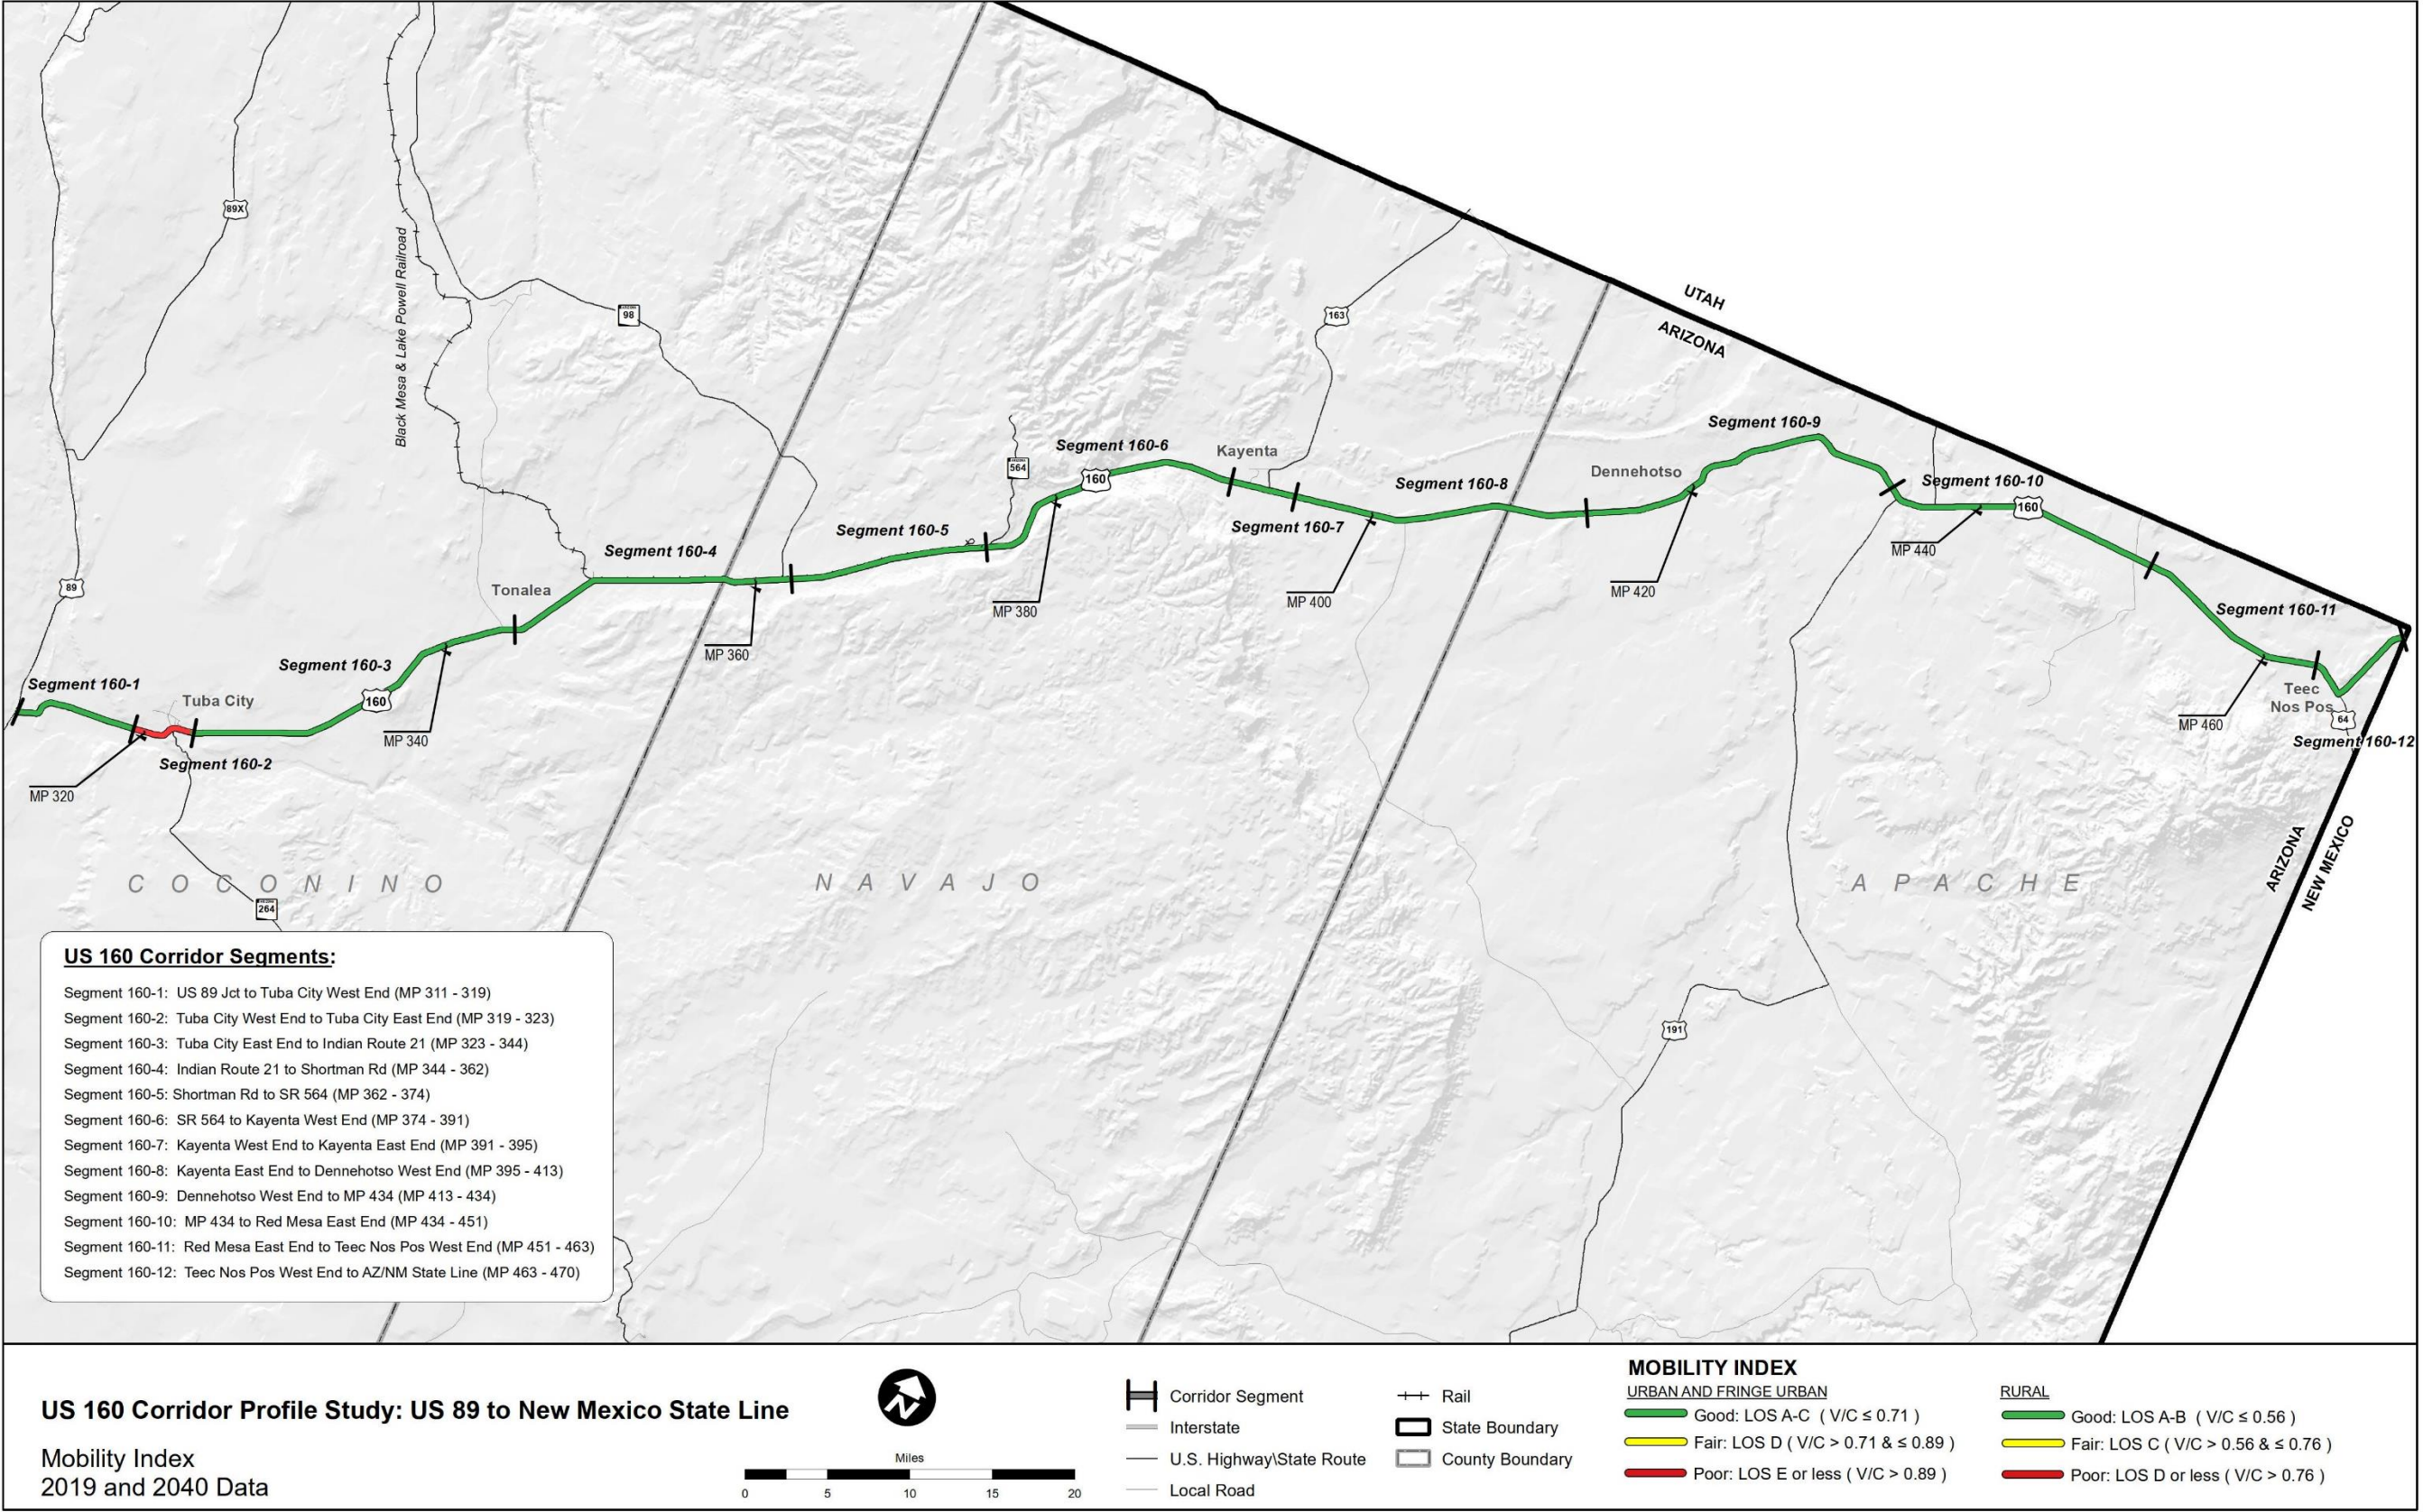 UTAH
ARIZONA
89X
Black Mesa & Lake Powell Railroad
98
163
Segment 160-9
Segment 160-6
Kayenta
564
160
Dennehotso
Segment 160-8
Segment 160-10
160
Segment 160-7
Segment 160-5
Segment 160-4
MP 440
Tonalea
89
MP 380
MP 400
MP 420
Segment 160-11
MP 360
Segment 160-3
Segment 160-1
Tuba City
160
Teec
Nos Pos
64
MP 460
MP 340
Segment 160-12
Segment 160-2
MP 320
COCONINO
NAVAJO
APACHE
ARIZONA
NEW MEXICO
264
191
US 160 Corridor Segments:
Segment 160-1: US 89 Jct to Tuba City West End (MP 311 - 319)
Segment 160-2: Tuba City West End to Tuba City East End (MP 319 - 323)
Segment 160-3: Tuba City East End to Indian Route 21 (MP 323 - 344)
Segment 160-4: Indian Route 21 to Shortman Rd (MP 344 - 362)
Segment 160-5: Shortman Rd to SR 564 (MP 362 - 374)
Segment 160-6: SR 564 to Kayenta West End (MP 374 - 391)
Segment 160-7: Kayenta West End to Kayenta East End (MP 391 - 395)
Segment 160-8: Kayenta East End to Dennehotso West End (MP 395 - 413)
Segment 160-9: Dennehotso West End to MP 434 (MP 413 - 434)
Segment 160-10: MP 434 to Red Mesa East End (MP 434 - 451)
Segment 160-11: Red Mesa East End to Teec Nos Pos West End (MP 451 - 463)
Segment 160-12: Teec Nos Pos West End to AZ/NM State Line (MP 463 - 470)
US 160 Corridor Profile Study: US 89 to New Mexico State Line
Mobility Index
2019 and 2040 Data
N
Miles
0 5 10 15 20
Corridor Segment
Interstate
U.S. Highway\State Route
Local Road
Rail
State Boundary
County Boundary
MOBILITY INDEX
URBAN AND FRINGE URBAN
Good: LOS A-C ( V/C ≤ 0.71 )
Fair: LOS D ( V/C > 0.71 & ≤ 0.89 )
Poor: LOS E or less ( V/C > 0.89 )
RURAL
Good: LOS A-B ( V/C ≤ 0.56 )
Fair: LOS C ( V/C > 0.56 & ≤ 0.76 )
Poor: LOS D or less ( V/C > 0.76 )